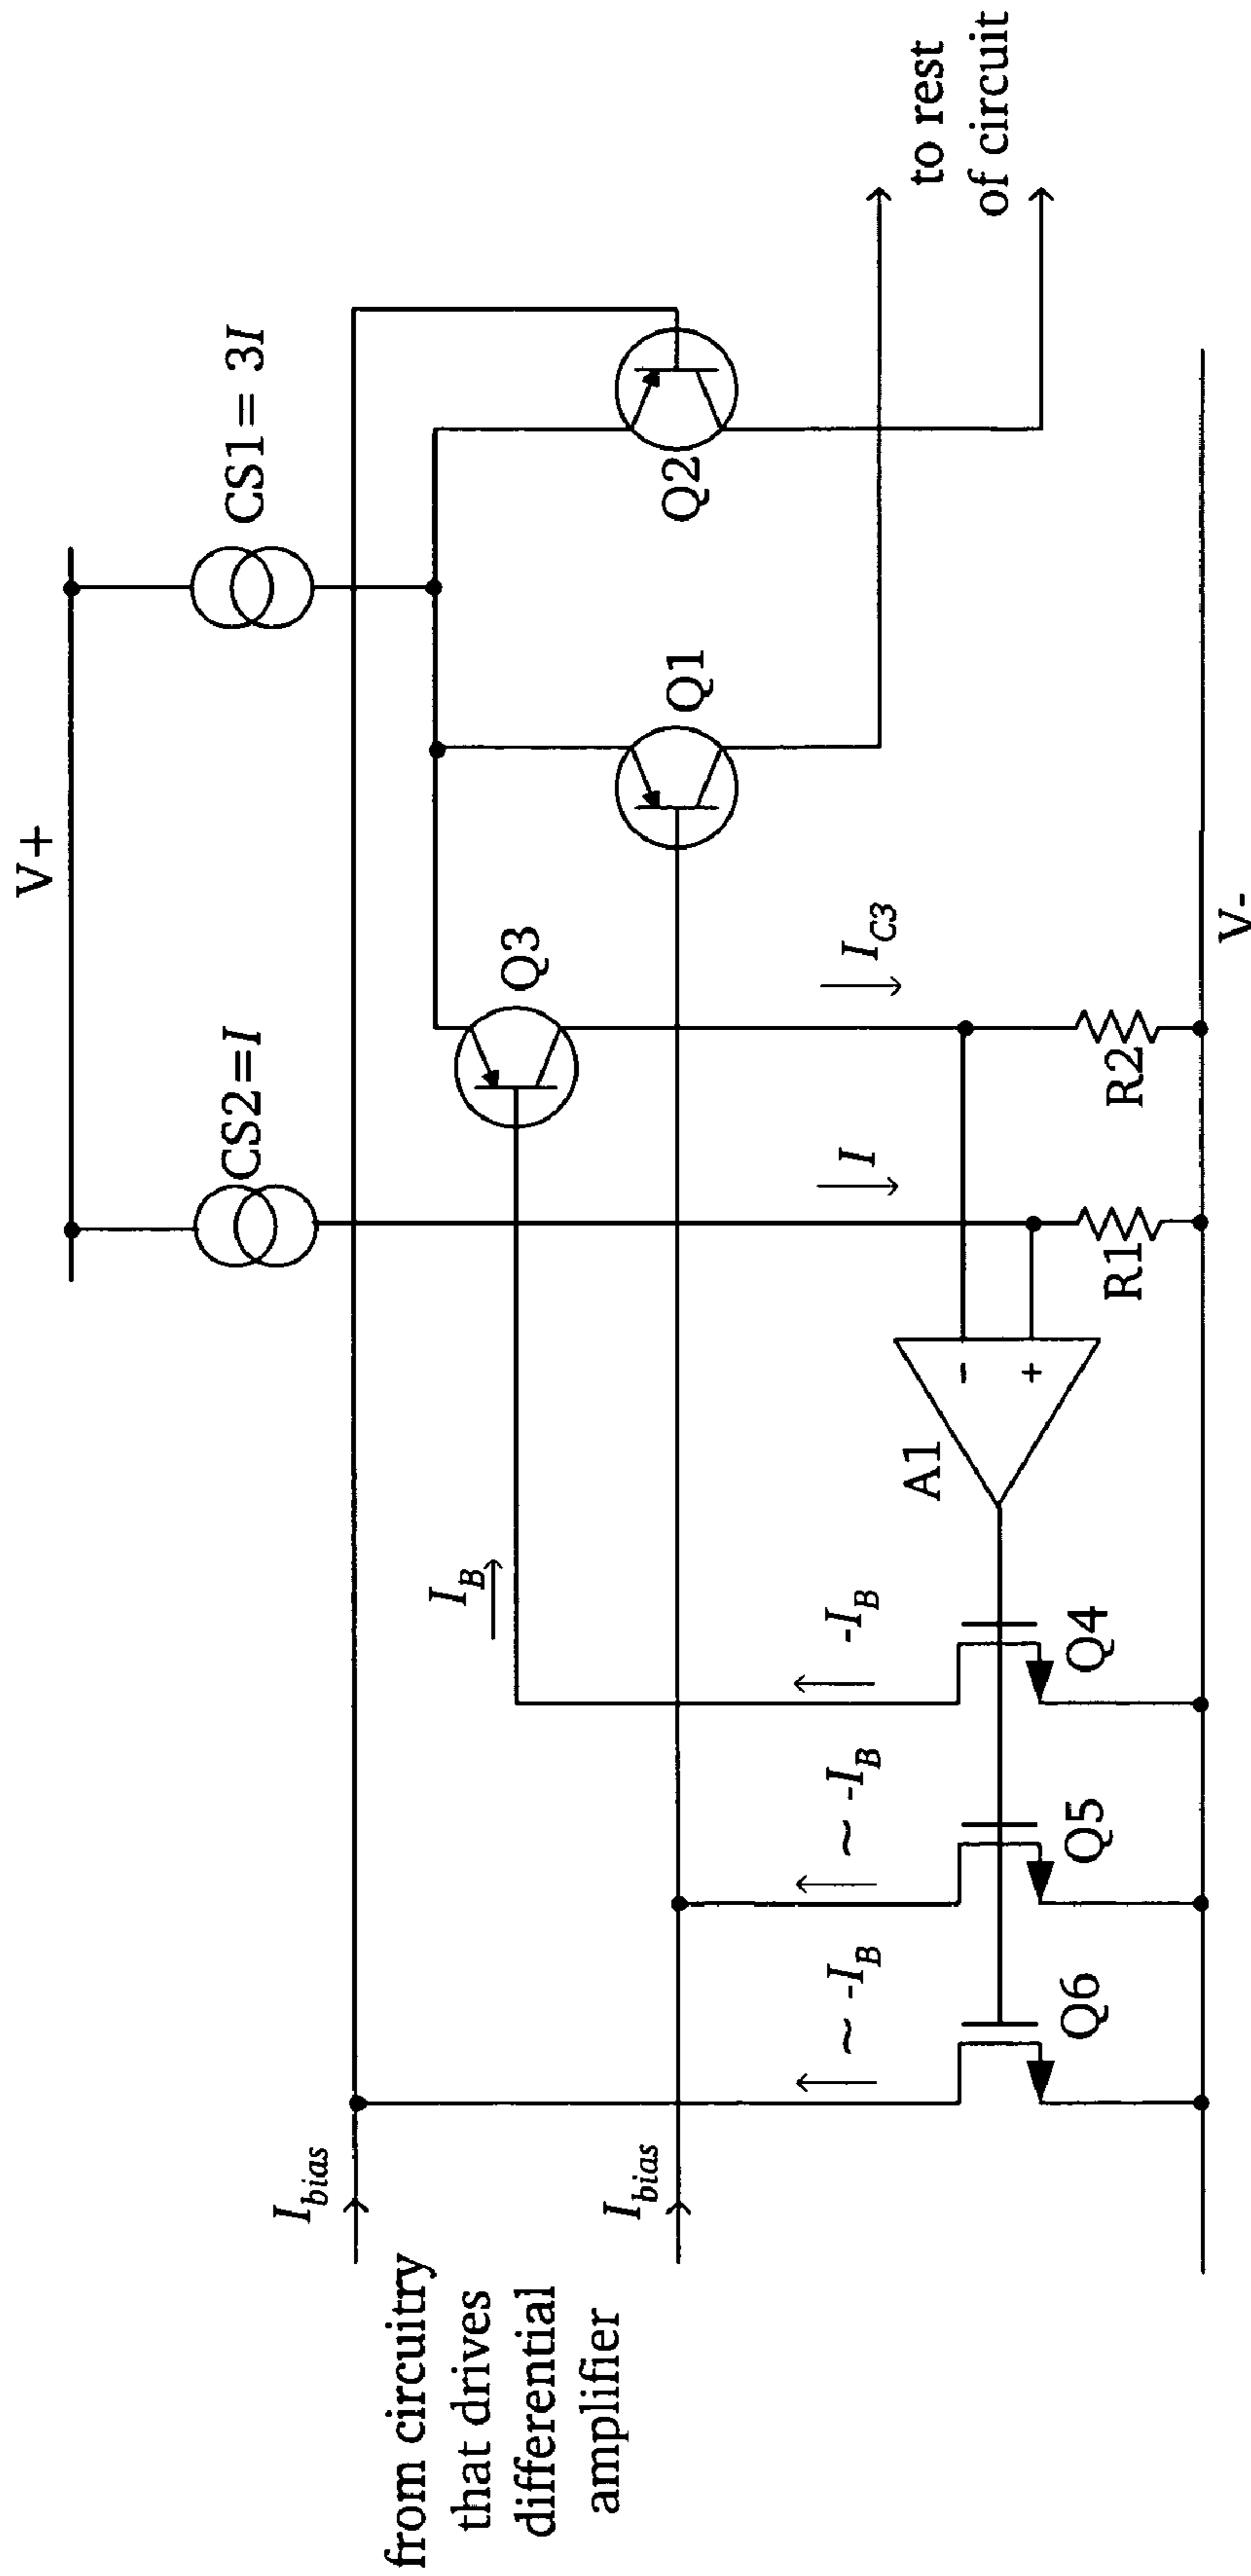 V+
CS2=I
CS1= 3I
I_bias
I_B
Q3
from circuitry
that drives
differential
amplifier
I_bias
Q1
Q2
~ -I_B
~ -I_B
-I_B
I
I_C3
A1
-
+
to rest
of circuit
Q6
Q5
Q4
R1
R2
V-